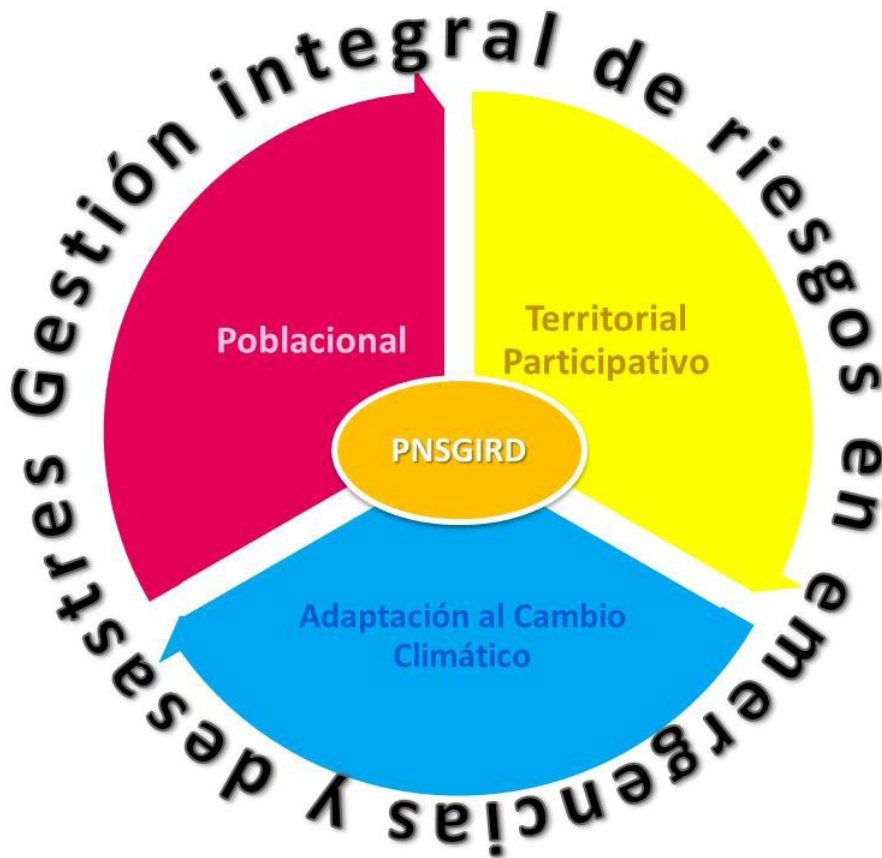 Gestión integral de riesgos en emergencias y desastres
Poblacional
Territorial
Participativo
PNSGIRD
Adaptación al Cambio
Climático